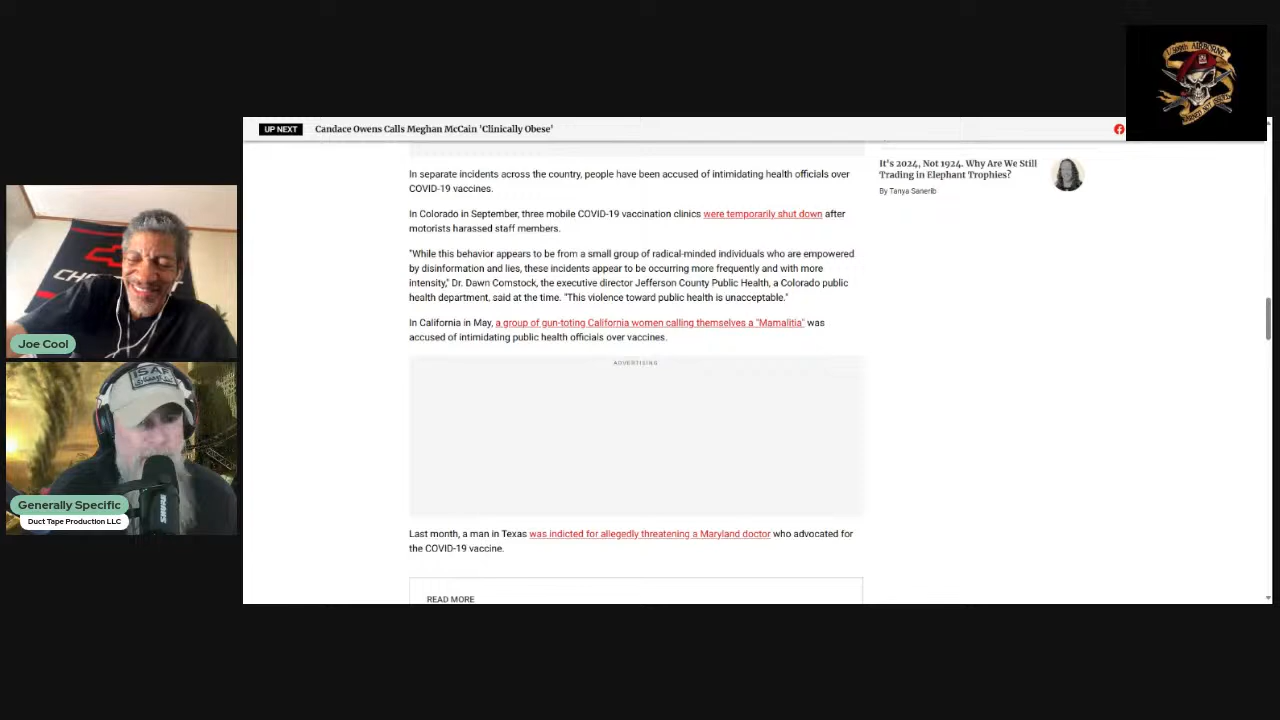 UP NEXT
Candace Owens Calls Meghan McCain 'Clinically Obese'
In separate incidents across the country, people have been accused of intimidating health officials over
COVID-19 vaccines.
In Colorado in September, three mobile COVID-19 vaccination clinics were temporarily shut down after
motorists harassed staff members.
"While this behavior appears to be from a small group of radical-minded individuals who are empowered
by disinformation and lies, these incidents appear to be occurring more frequently and with more
intensity," Dr. Dawn Comstock, the executive director Jefferson County Public Health, a Colorado public
health department, said at the time. "This violence toward public health is unacceptable."
In California in May, a group of gun-toting California women calling themselves a "Mamalitia" was
accused of intimidating public health officials over vaccines.
ADVERTISING
Last month, a man in Texas was indicted for allegedly threatening a Maryland doctor who advocated for
the COVID-19 vaccine.
READ MORE
It's 2024, Not 1924. Why Are We Still
Trading in Elephant Trophies?
By Tanya Sanerib
AIRBORNE
CH
Joe Cool
ISAF
SHURE
Generally Specific
Duct Tape Production LLC